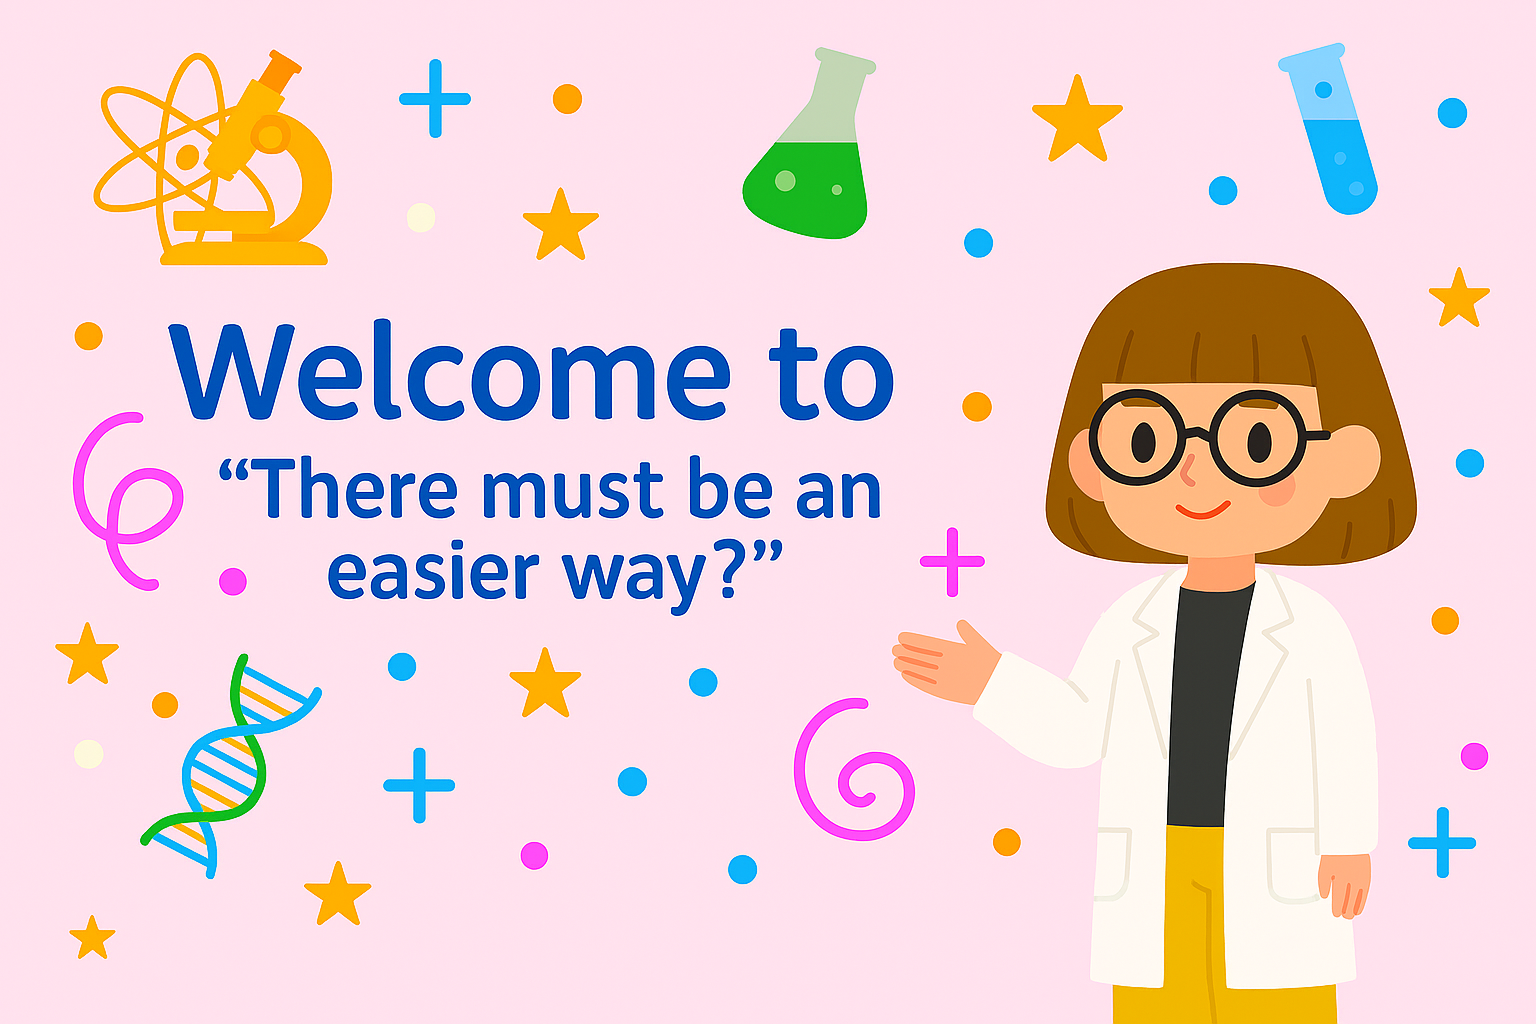 Welcome to
“There must be an
easier way?”